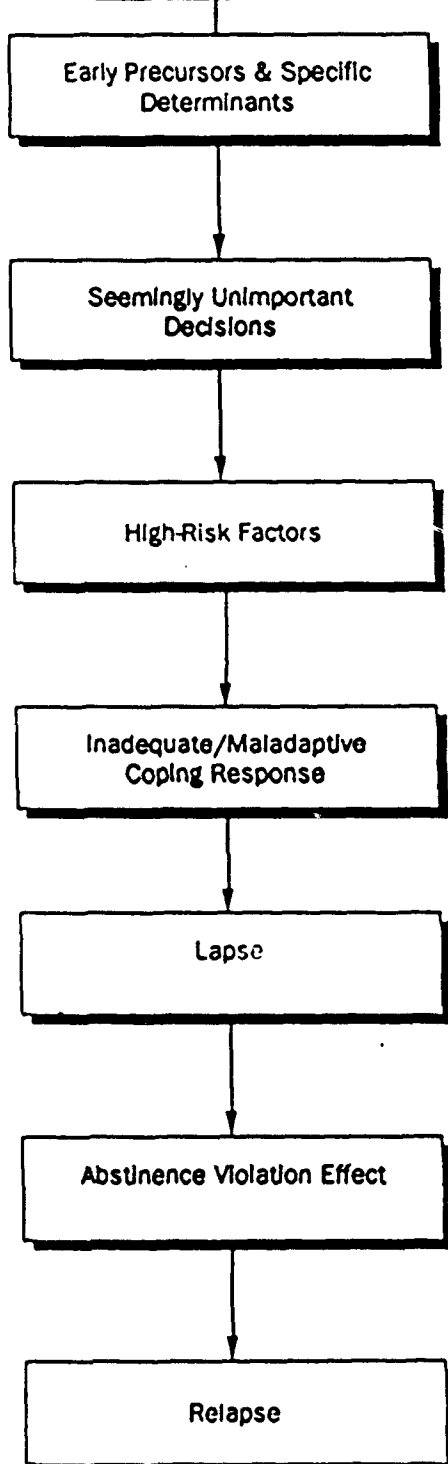 Early Precursors & Specific
Determinants
Seemingly Unimportant
Decisions
High-Risk Factors
Inadequate/Maladaptive
Coping Response
Lapse
Abstinence Violation Effect
Relapse